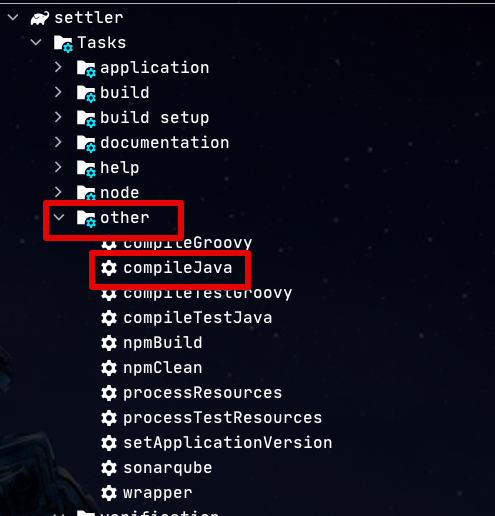 settler
Tasks
application
build
build setup
documentation
help
node
other
compileGroovy
compileJava
compileTestGroovy
compileTestJava
npmBuild
npmClean
processResources
processTestResources
setApplicationVersion
sonarqube
wrapper
verification